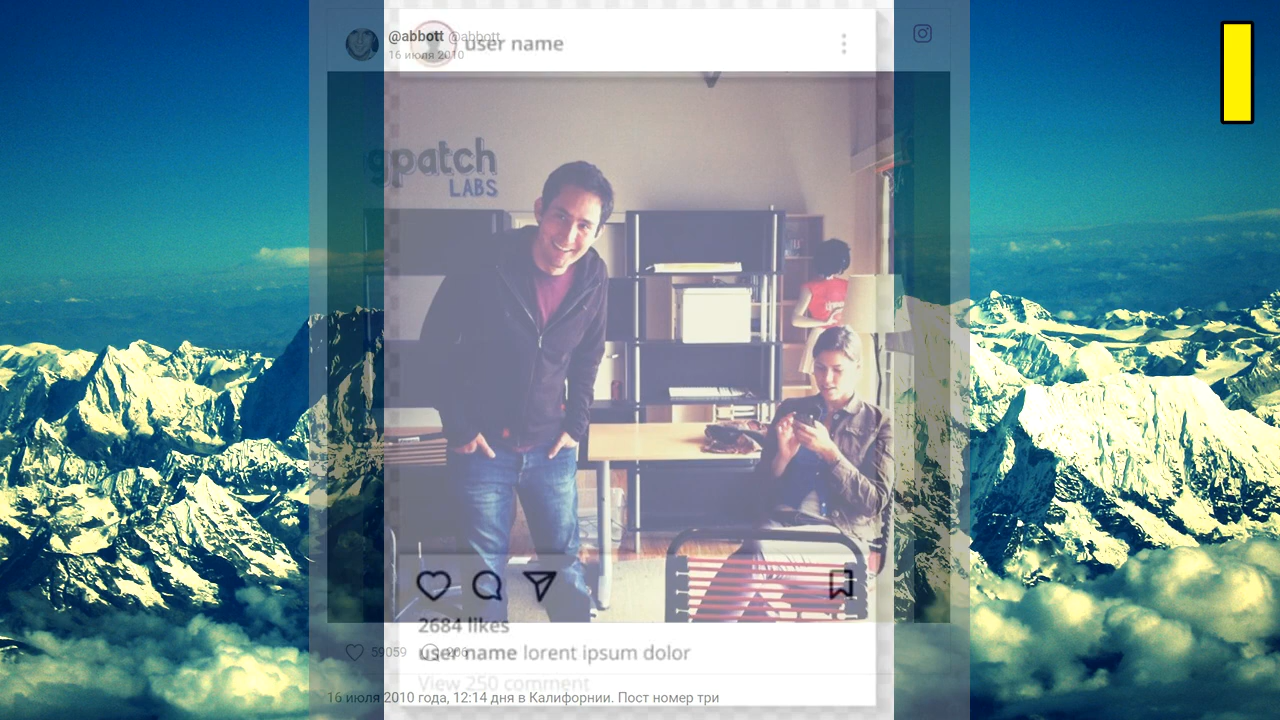 @abbott @abbott
user name
16 июля 2010
gpatch
LABS
2684 likes
59059 206
user name lorent ipsum dolor
View 250 comment
16 июля 2010 года, 12:14 дня в Калифорнии. Пост номер три